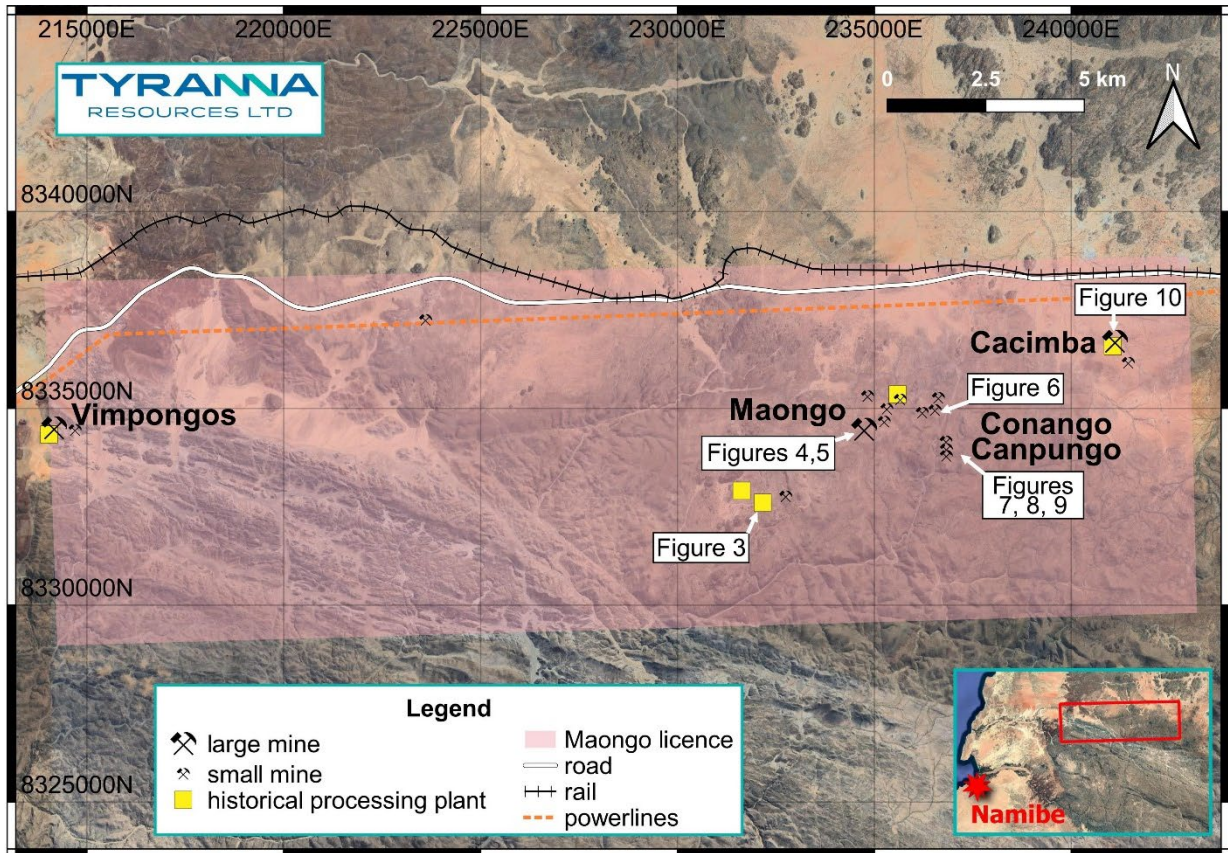 215000E 220000E 225000E 230000E 235000E 240000E
TYRANNA
RESOURCES LTD
0 2.5 5 km
N
8340000N
Figure 10
Cacimba
8335000N
Figure 6
Vimpongos
Maongo
Conango
Canpungo
Figures 4,5
Figures
7, 8, 9
Figure 3
8330000N
Legend
large mine
small mine
historical processing plant
Maongo licence
road
rail
powerlines
8325000N
Namibe